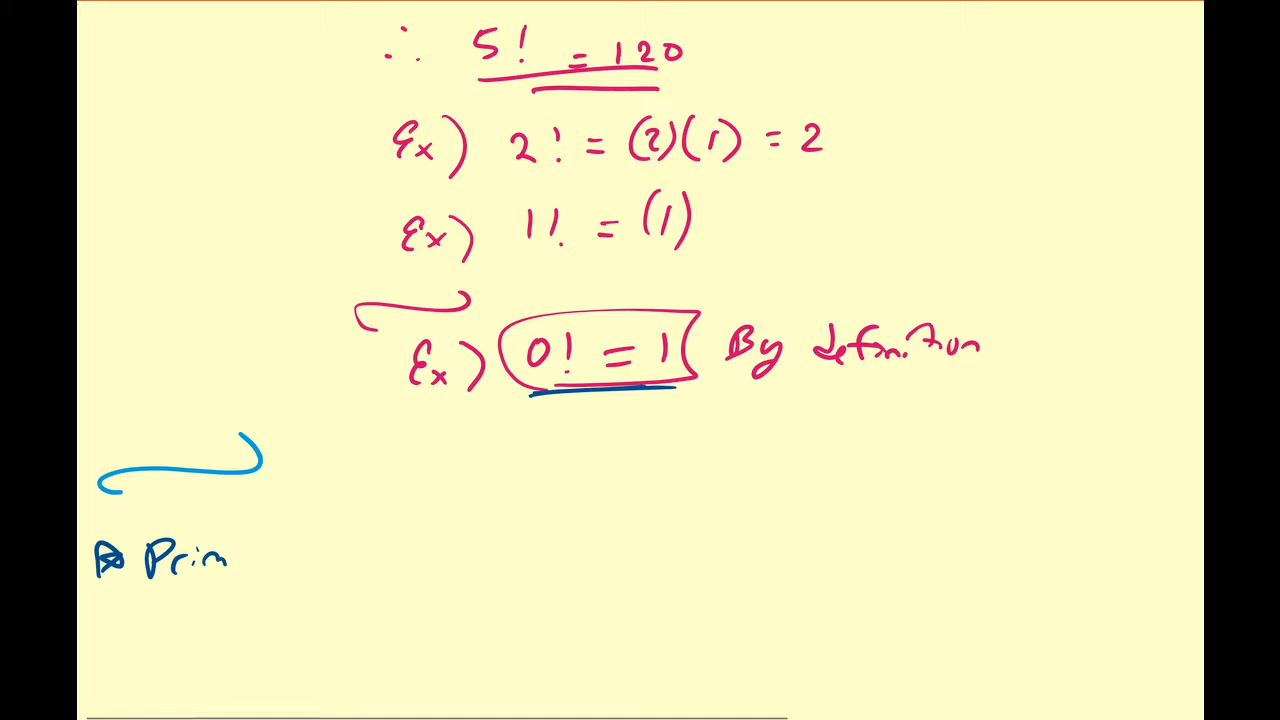 ∴ 5! = 120
Ex) 2! = (2)(1) = 2
Ex) 1! = (1)
Ex) 0! = 1 By definition
Prim